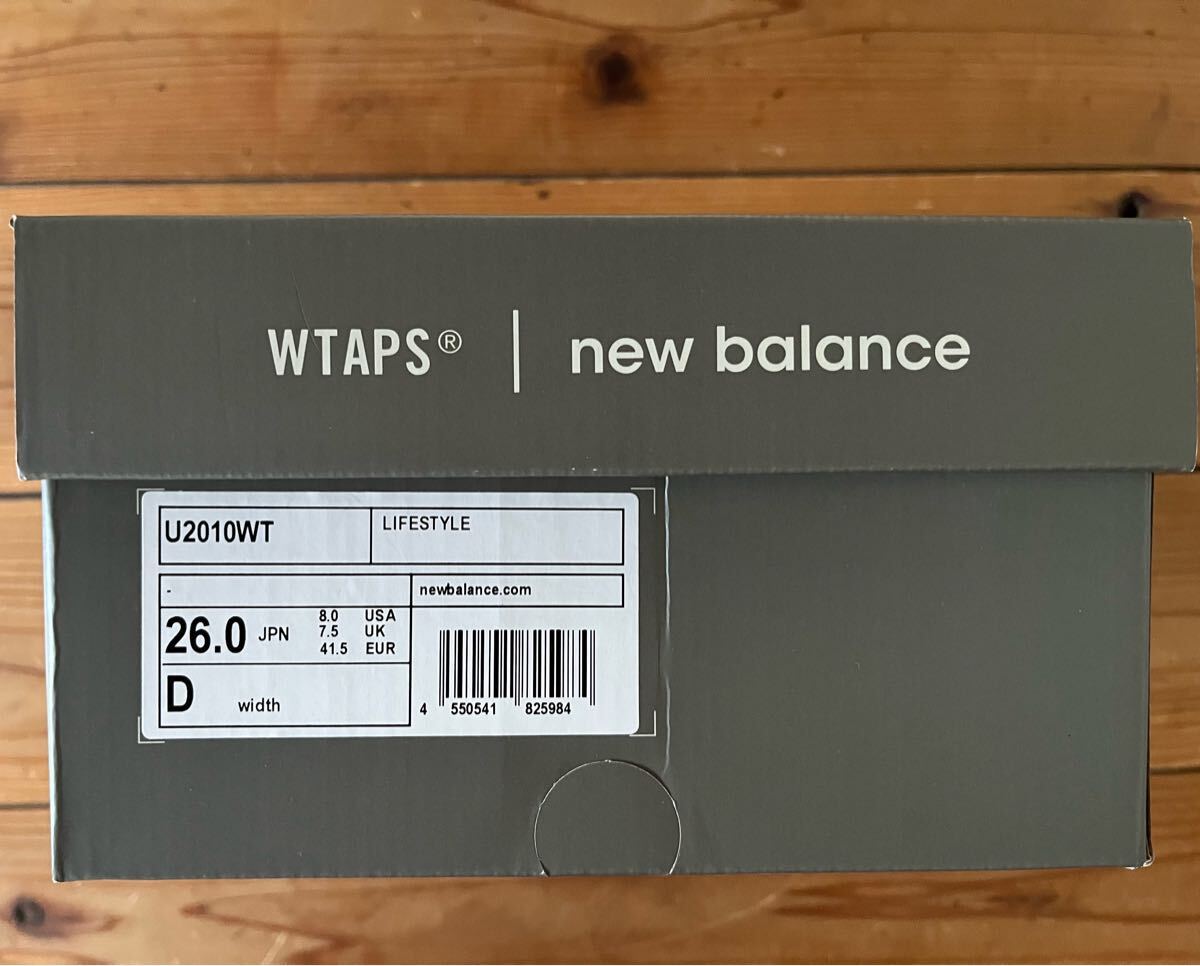 WTAPS® | new balance
U2010WT
LIFESTYLE
-
newbalance.com
26.0 JPN
8.0 USA
7.5 UK
41.5 EUR
D width
4 550541 825984